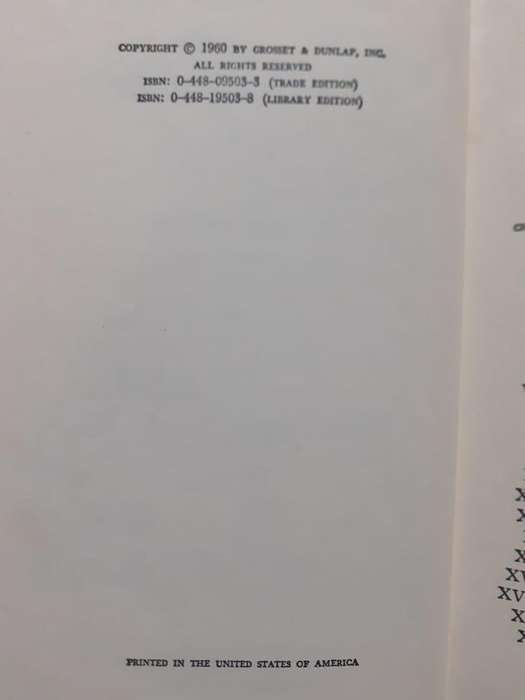 COPYRIGHT © 1960 BY GROSSET & DUNLAP, INC.
ALL RIGHTS RESERVED
ISBN: 0-448-09503-3 (TRADE EDITION)
ISBN: 0-448-19503-8 (LIBRARY EDITION)
PRINTED IN THE UNITED STATES OF AMERICA